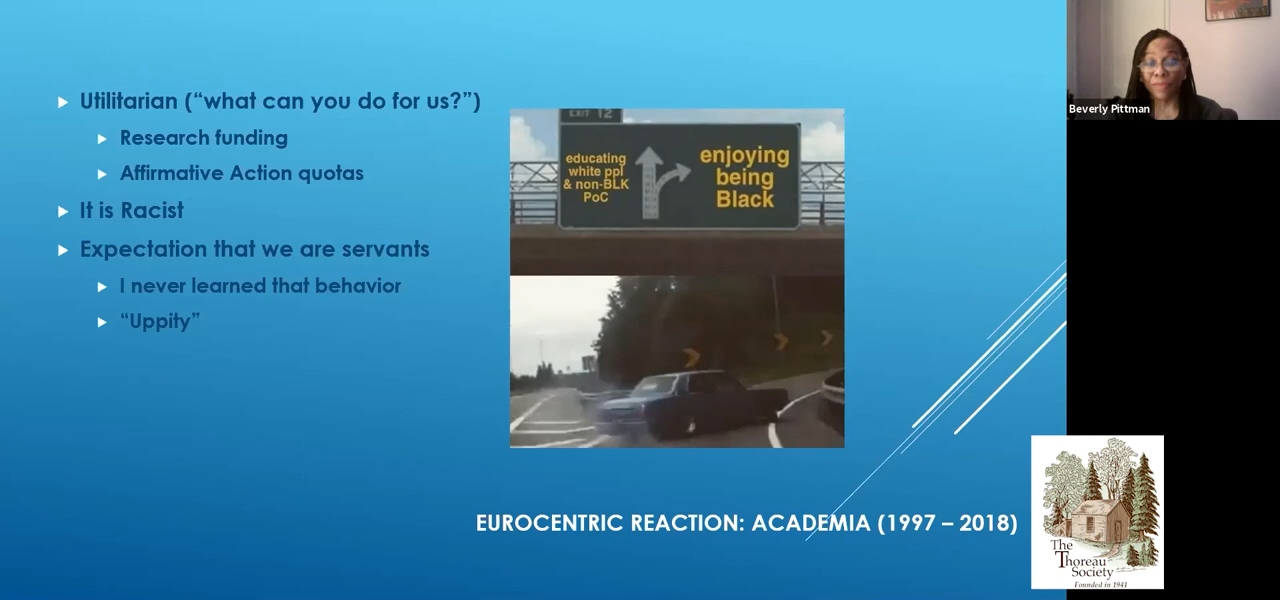 Utilitarian (“what can you do for us?”)
Research funding
Affirmative Action quotas
It is Racist
Expectation that we are servants
I never learned that behavior
“Uppity”
EXIT 12
educating
white ppl
& non-BLK
PoC
enjoying
being
Black
EUROCENTRIC REACTION: ACADEMIA (1997 – 2018)
Beverly Pittman
The
Thoreau
Society
Founded in 1941